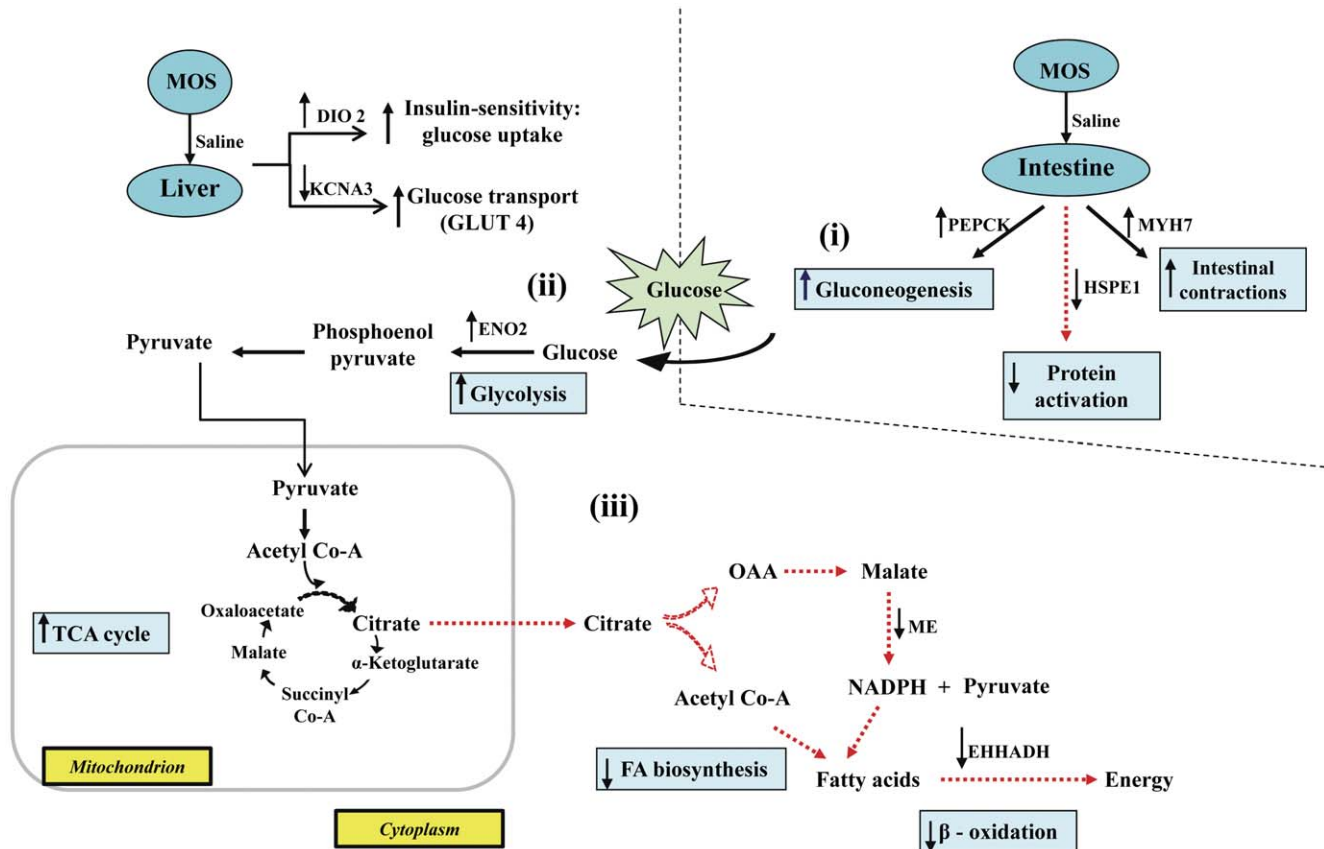 MOS
Saline
Liver
↑ DIO 2
↑ Insulin-sensitivity:
glucose uptake
↓ KCNA3
↑ Glucose transport
(GLUT 4)
MOS
Saline
Intestine
(i)
↑ PEPCK
↑ MYH7
↓ HSPE1
↑ Gluconeogenesis
↑ Intestinal
contractions
↓ Protein
activation
Glucose
(ii)
Glucose
↑ ENO2
↑ Glycolysis
Phosphoenol
pyruvate
Pyruvate
Pyruvate
Acetyl Co-A
Oxaloacetate
Citrate
α-Ketoglutarate
Succinyl
Co-A
Malate
↑ TCA cycle
Mitochondrion
Cytoplasm
(iii)
Citrate
OAA
Malate
↓ ME
Acetyl Co-A
NADPH + Pyruvate
↓ FA biosynthesis
Fatty acids
↓ EHHADH
Energy
↓ β - oxidation